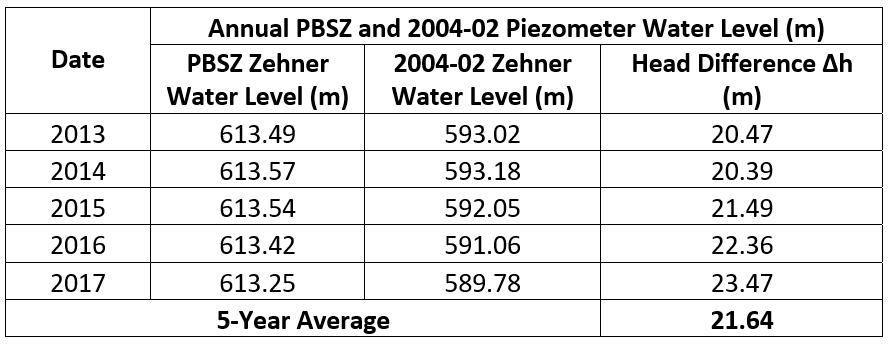 Annual PBSZ and 2004-02 Piezometer Water Level (m)
Date
PBSZ Zehner
Water Level (m)
2004-02 Zehner
Water Level (m)
Head Difference Δh
(m)
2013 613.49 593.02 20.47
2014 613.57 593.18 20.39
2015 613.54 592.05 21.49
2016 613.42 591.06 22.36
2017 613.25 589.78 23.47
5-Year Average 21.64